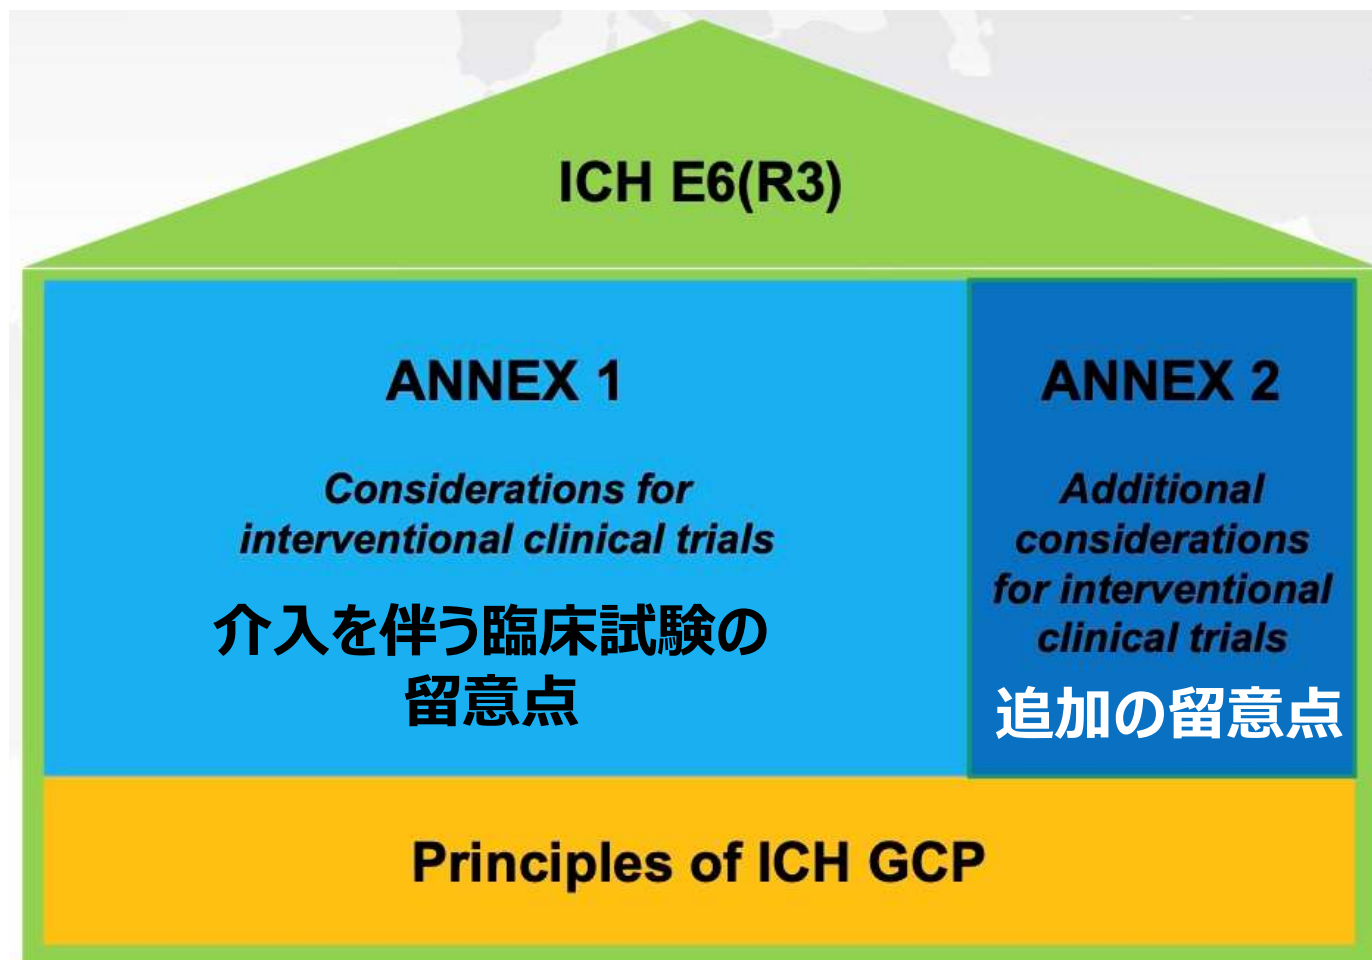 ICH E6(R3)
ANNEX 1
Considerations for
interventional clinical trials
介入を伴う臨床試験の
留意点
ANNEX 2
Additional
considerations
for interventional
clinical trials
追加の留意点
Principles of ICH GCP